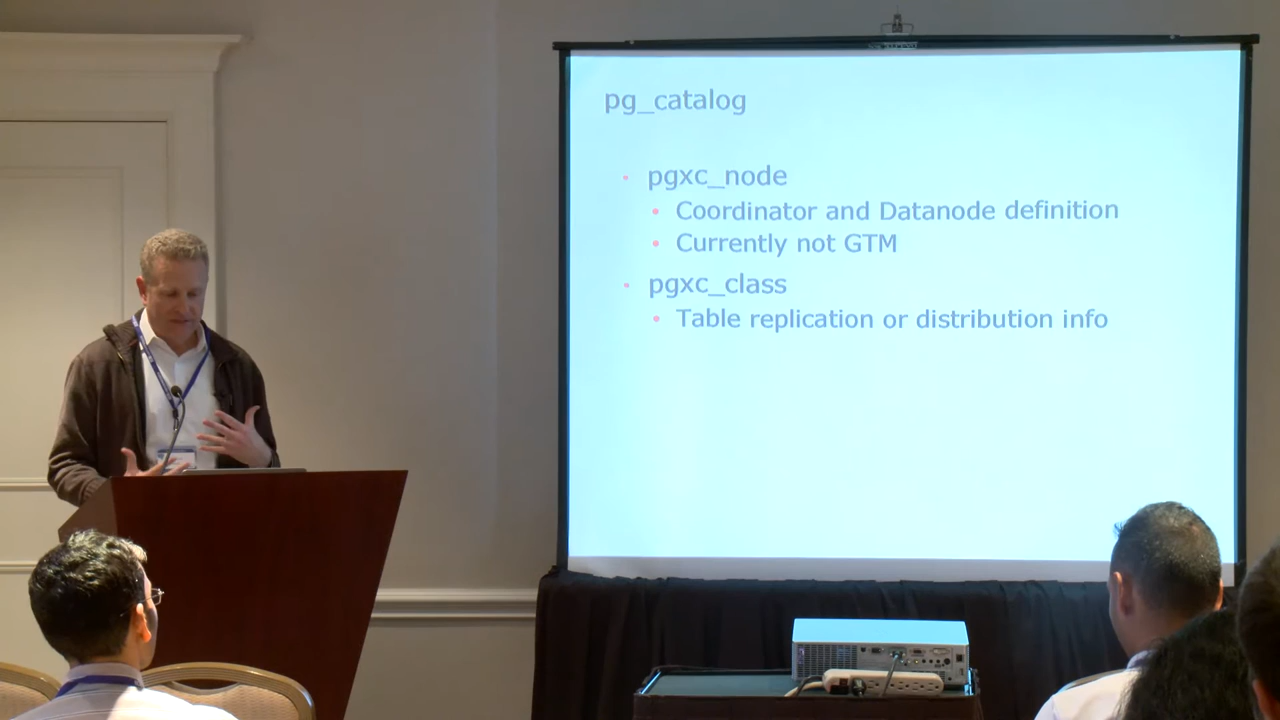 pg_catalog
pgxc_node
Coordinator and Datanode definition
Currently not GTM
pgxc_class
Table replication or distribution info